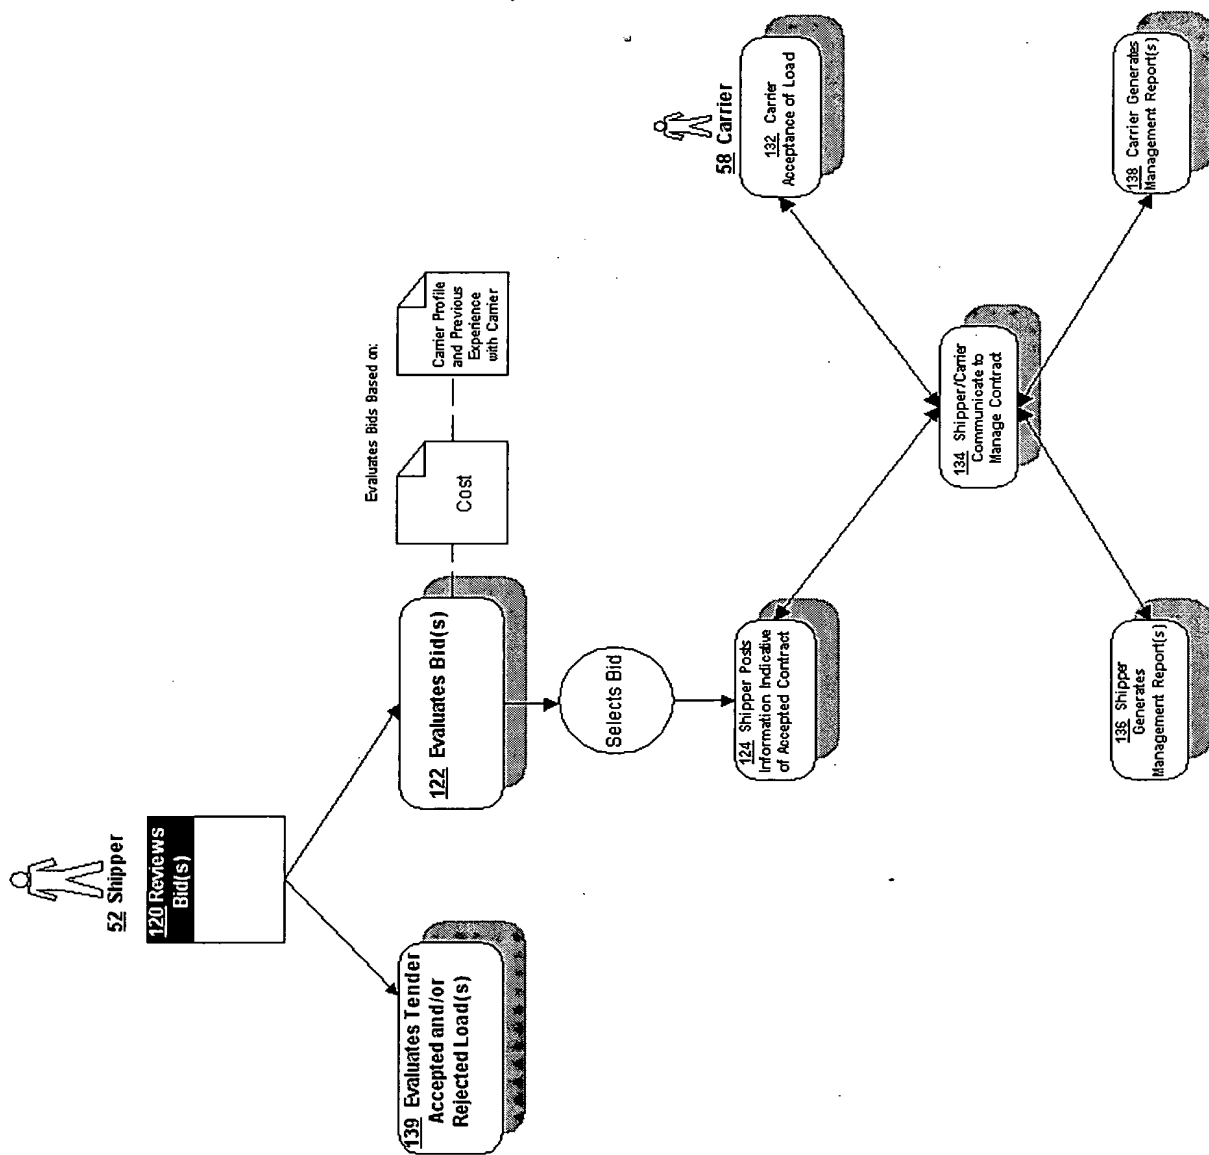 52 Shipper
120 Reviews
Bid(s)
139 Evaluates Tender
Accepted and/or
Rejected Load(s)
122 Evaluates Bid(s)
Evaluates Bids Based on:
Cost
Carrier Profile
and Previous
Experience
with Carrier
Selects Bid
124 Shipper Posts
Information Indicative
of Accepted Contract
58 Carrier
132 Carrier
Acceptance of Load
134 Shipper/Carrier
Communicate to
Manage Contract
136 Shipper
Generates
Management Report(s)
138 Carrier Generates
Management Report(s)